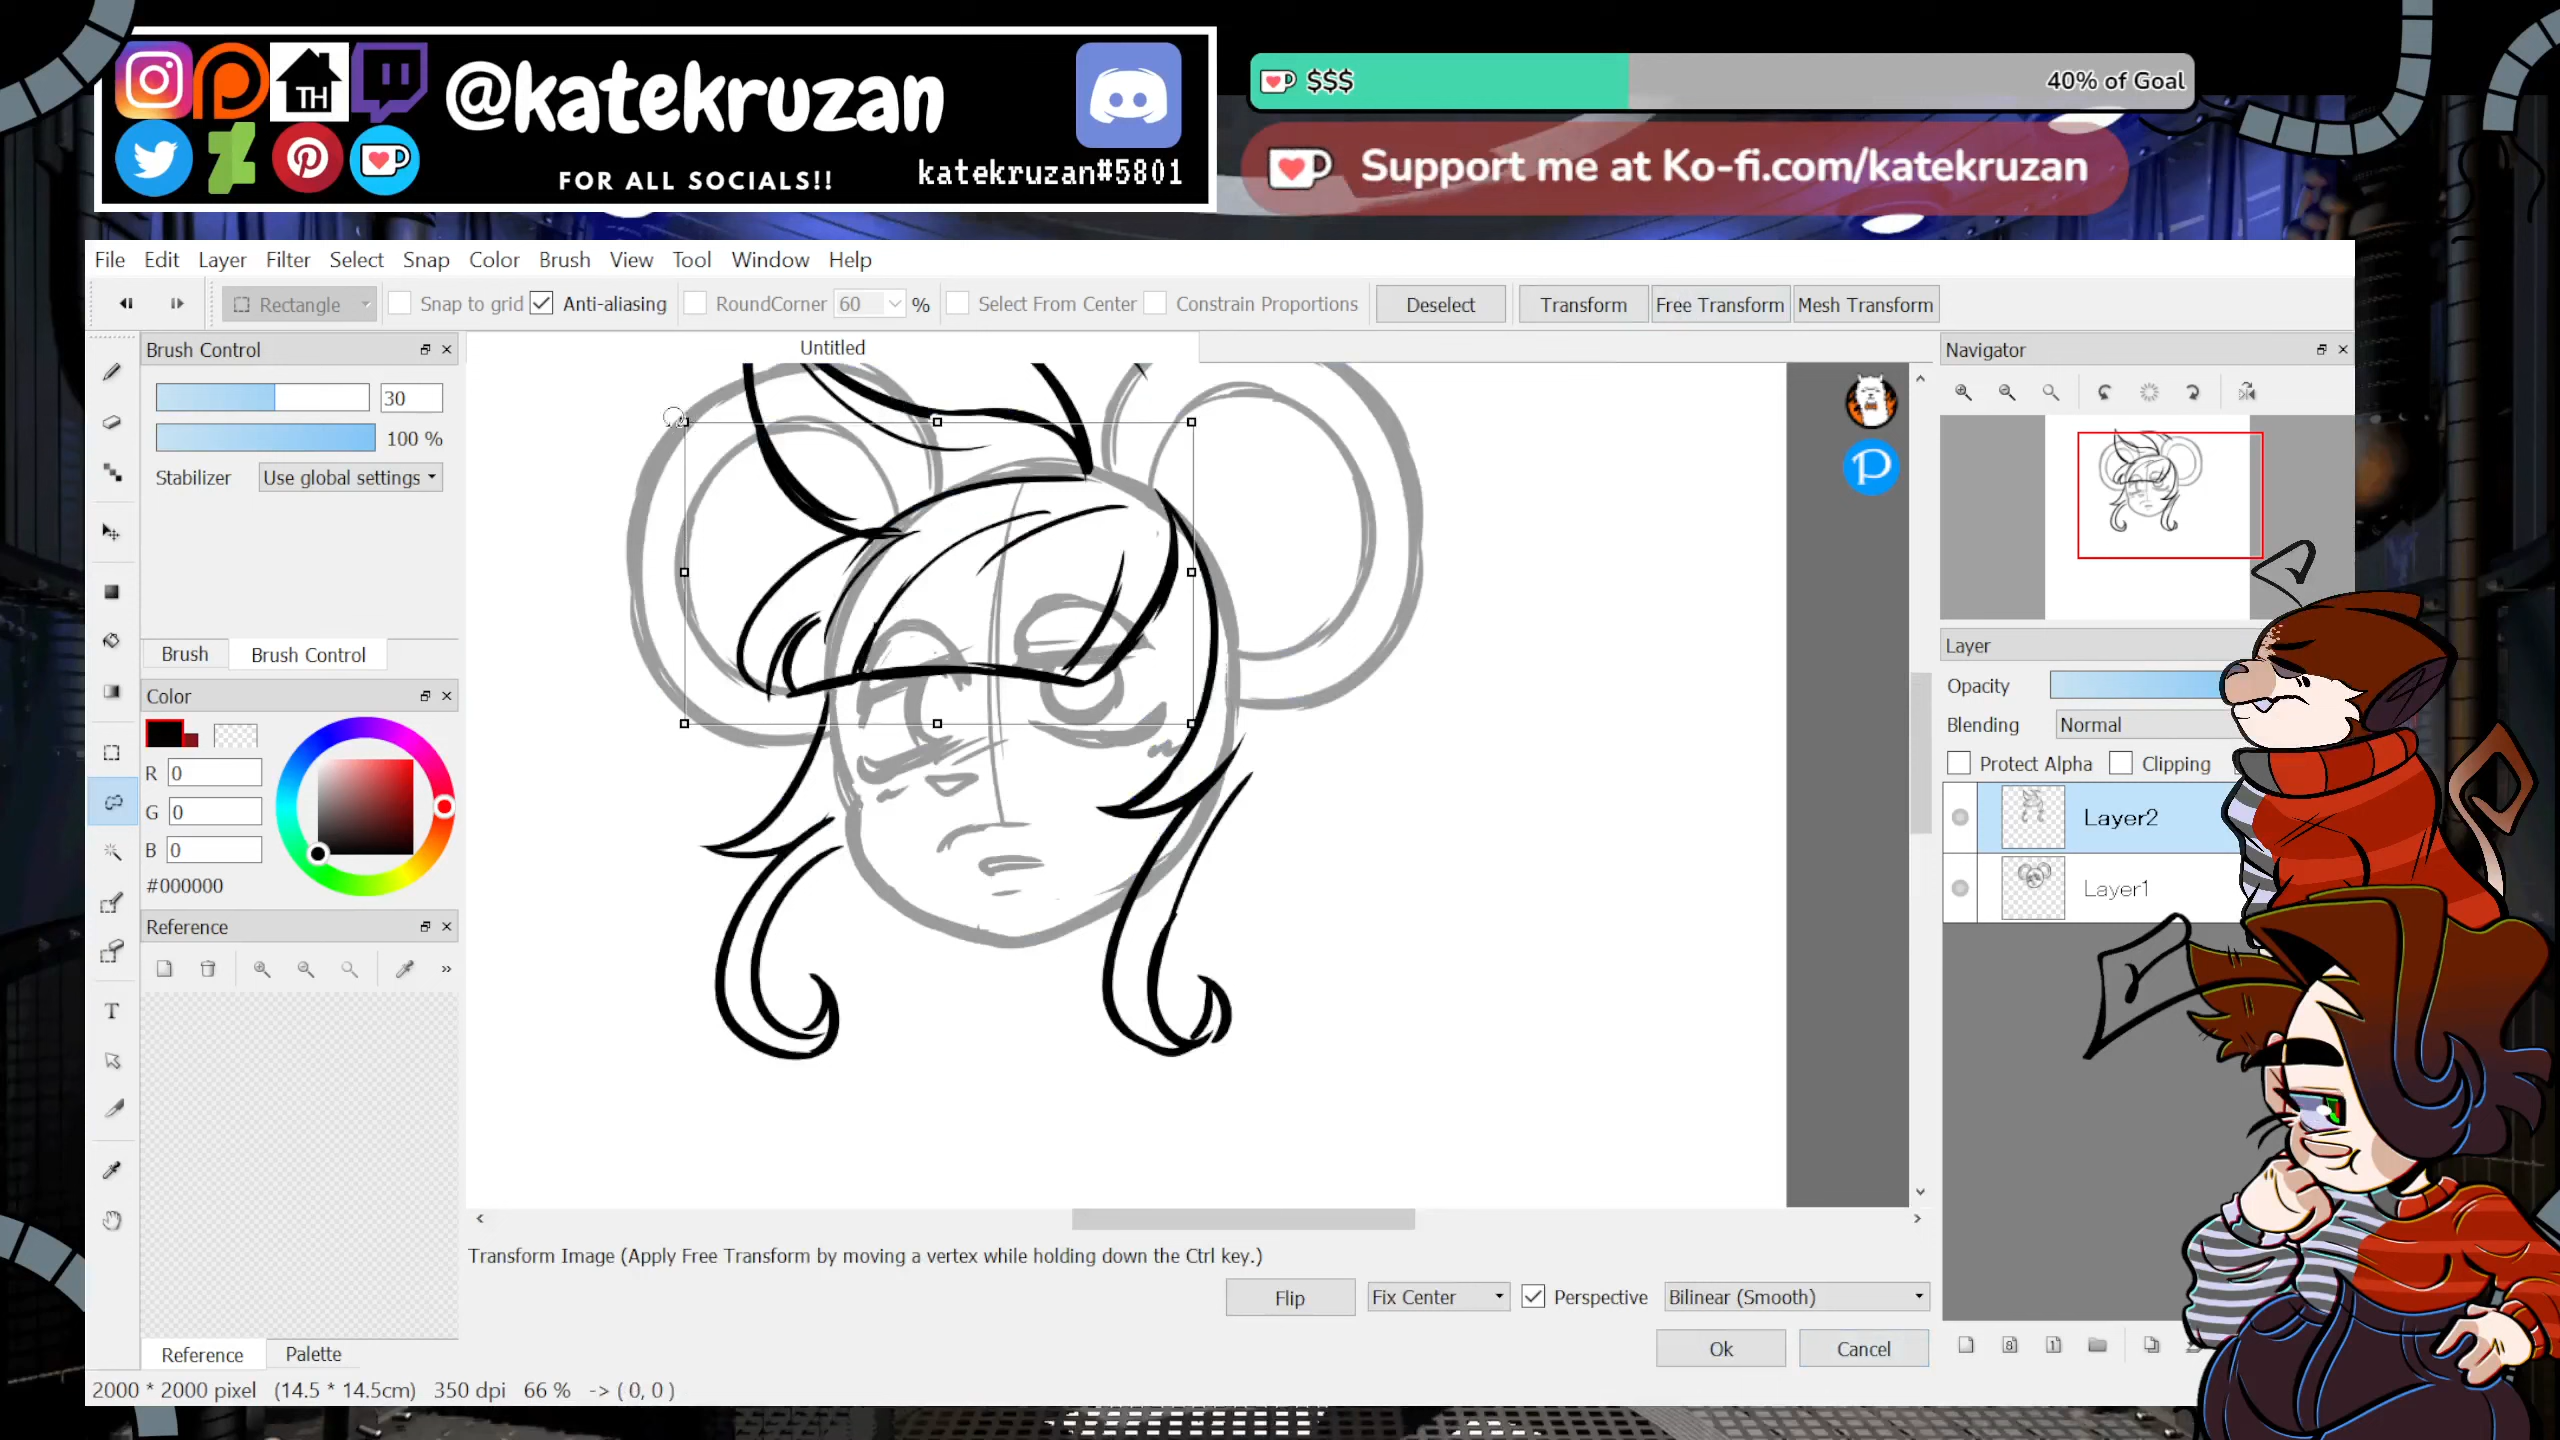 TH
@katekruzan
FOR ALL SOCIALS!!
katekruzan#5801
$$$
40% of Goal
Support me at Ko-fi.com/katekruzan
File Edit Layer Filter Select Snap Color Brush View Tool Window Help
Rectangle Snap to grid Anti-aliasing RoundCorner 60 % Select From Center Constrain Proportions Deselect Transform Free Transform Mesh Transform
Brush Control
Untitled
Navigator
30
100 %
Stabilizer Use global settings
P
Brush Brush Control
Layer
Color
Opacity
Blending Normal
R 0
Protect Alpha Clipping
G 0
Layer2
B 0
#000000
Layer1
Reference
T
Transform Image (Apply Free Transform by moving a vertex while holding down the Ctrl key.)
Flip Fix Center Perspective Bilinear (Smooth)
Reference Palette
Ok Cancel
8 1
2000 * 2000 pixel (14.5 * 14.5cm) 350 dpi 66 % -> ( 0, 0 )